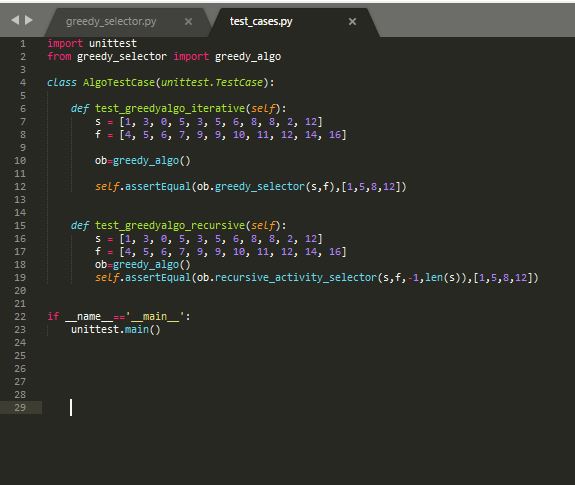 greedy_selector.py × test_cases.py ×
1 import unittest
2 from greedy_selector import greedy_algo
3
4 class AlgoTestCase(unittest.TestCase):
5
6     def test_greedyalgo_iterative(self):
7         s = [1, 3, 0, 5, 3, 5, 6, 8, 8, 2, 12]
8         f = [4, 5, 6, 7, 9, 9, 10, 11, 12, 14, 16]
9
10         ob=greedy_algo()
11
12         self.assertEqual(ob.greedy_selector(s,f),[1,5,8,12])
13
14
15     def test_greedyalgo_recursive(self):
16         s = [1, 3, 0, 5, 3, 5, 6, 8, 8, 2, 12]
17         f = [4, 5, 6, 7, 9, 9, 10, 11, 12, 14, 16]
18         ob=greedy_algo()
19         self.assertEqual(ob.recursive_activity_selector(s,f,-1,len(s)),[1,5,8,12])
20
21
22 if __name__=='__main__':
23     unittest.main()
24
25
26
27
28
29